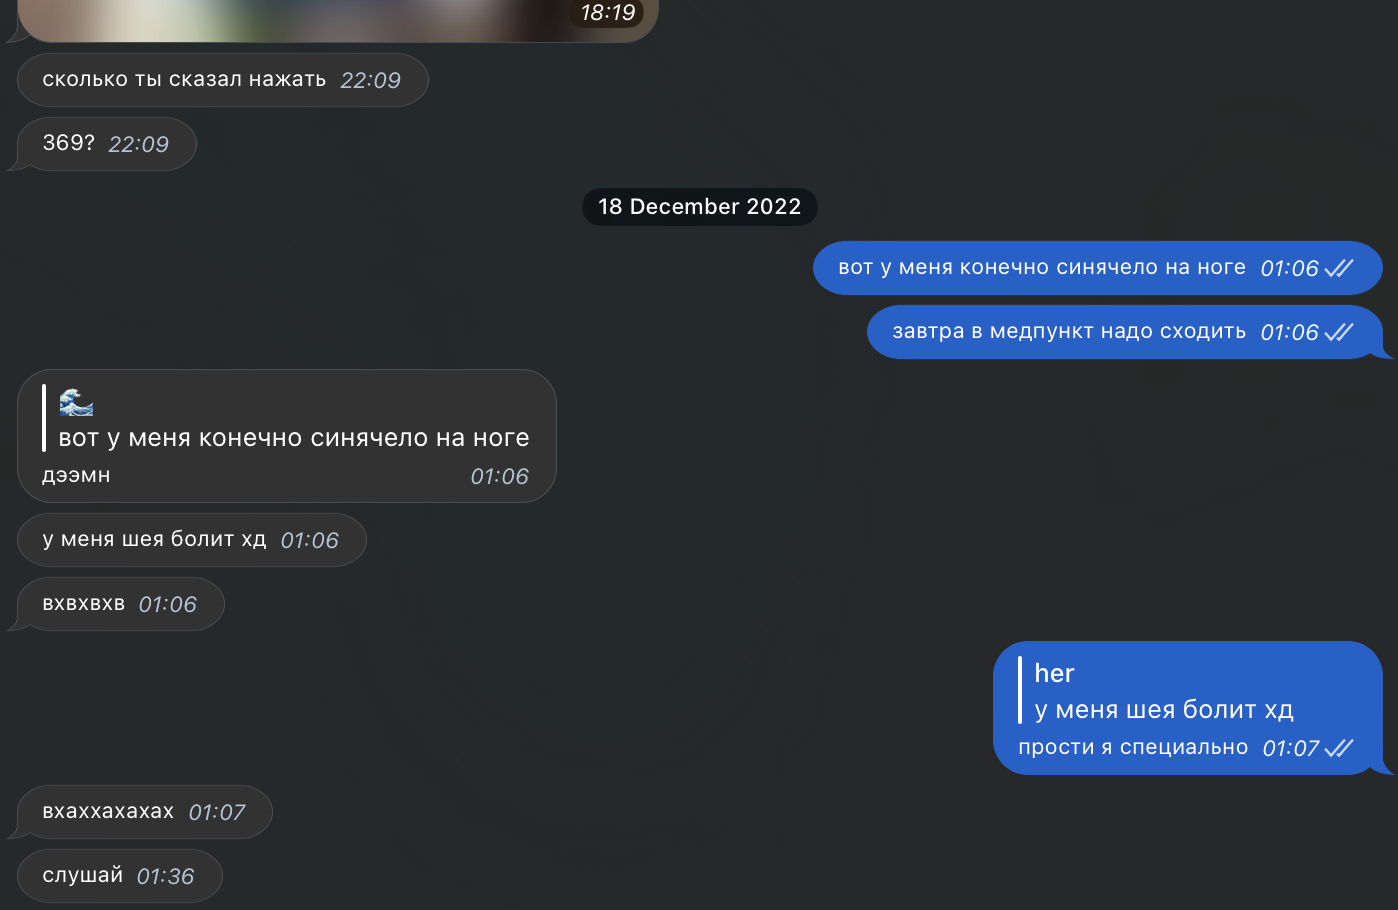 18:19
сколько ты сказал нажать 22:09
369? 22:09
18 December 2022
вот у меня конечно синячело на ноге 01:06
завтра в медпункт надо сходить 01:06
🌊
вот у меня конечно синячело на ноге
дээмн 01:06
у меня шея болит хд 01:06
вхвхвхв 01:06
her
у меня шея болит хд
прости я специально 01:07
вхаххахахах 01:07
слушай 01:36